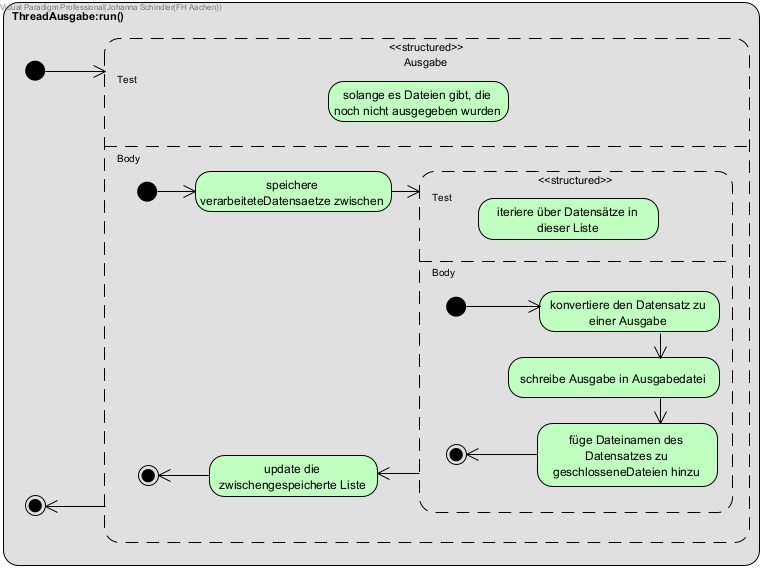 Visual Paradigm Professional(Johanna Schindler(FH Aachen))
ThreadAusgabe:run()
<<structured>>
Ausgabe
Test
solange es Dateien gibt, die
noch nicht ausgegeben wurden
Body
speichere
verarbeiteteDatensaetze zwischen
<<structured>>
Test
iteriere über Datensätze in
dieser Liste
Body
konvertiere den Datensatz zu
einer Ausgabe
schreibe Ausgabe in Ausgabedatei
füge Dateinamen des
Datensatzes zu
geschlosseneDateien hinzu
update die
zwischengespeicherte Liste